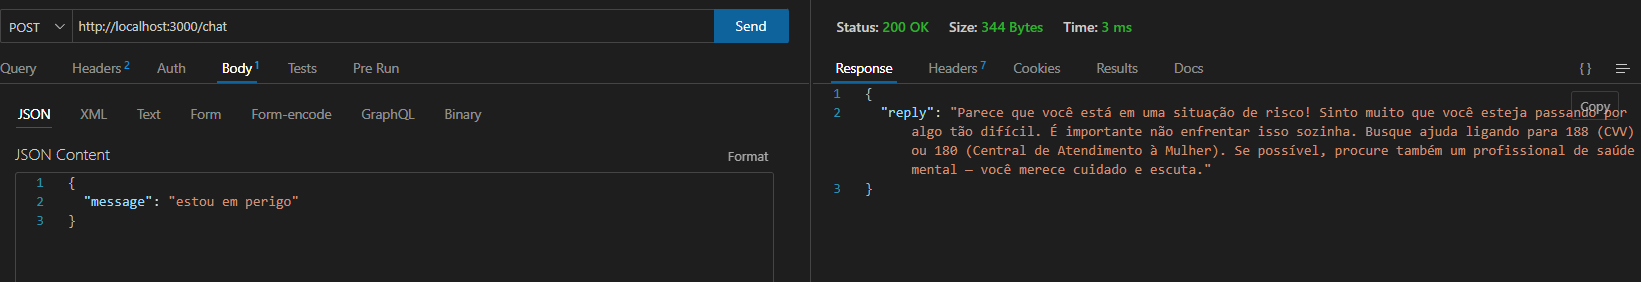 POST http://localhost:3000/chat Send
Query Headers 2 Auth Body 1 Tests Pre Run
JSON XML Text Form Form-encode GraphQL Binary
JSON Content Format
1 {
2 "message": "estou em perigo"
3 }
Status: 200 OK Size: 344 Bytes Time: 3 ms
Response Headers 7 Cookies Results Docs { }
Copy
1 {
2 "reply": "Parece que você está em uma situação de risco! Sinto muito que você esteja passando por
algo tão difícil. É importante não enfrentar isso sozinha. Busque ajuda ligando para 188 (CVV)
ou 180 (Central de Atendimento à Mulher). Se possível, procure também um profissional de saúde
mental — você merece cuidado e escuta."
3 }